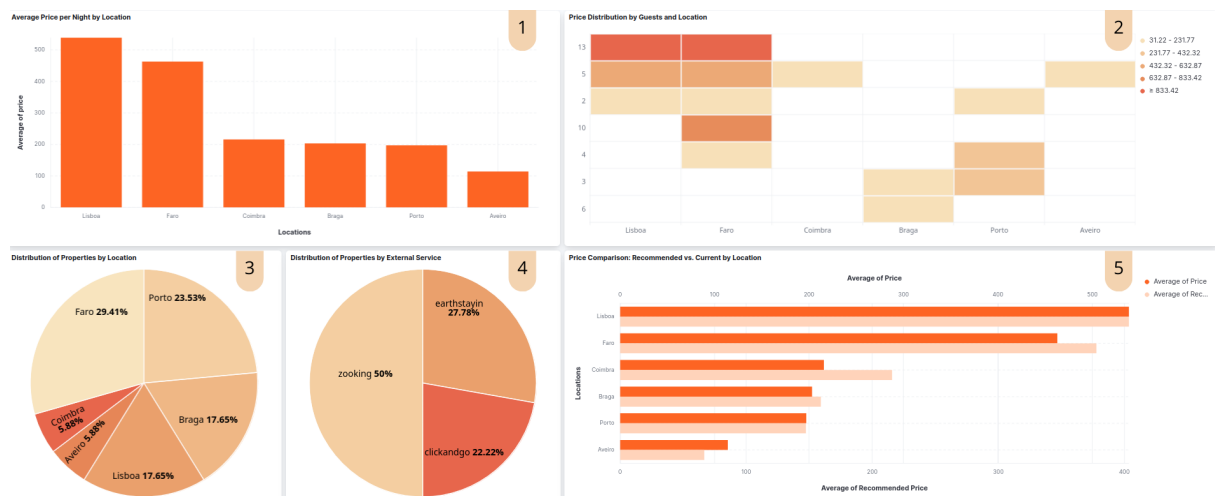 Average Price per Night by Location
1
500
400
300
200
100
0
Average of price
Lisboa
Faro
Coimbra
Braga
Porto
Aveiro
Locations
Price Distribution by Guests and Location
2
13
5
2
10
4
3
6
Lisboa
Faro
Coimbra
Braga
Porto
Aveiro
31.22 - 231.77
231.77 - 432.32
432.32 - 632.87
632.87 - 833.42
≥ 833.42
Distribution of Properties by Location
3
Porto 23.53%
Faro 29.41%
Braga 17.65%
Coimbra
5.88%
Aveiro 5.88%
Lisboa 17.65%
Distribution of Properties by External Service
4
earthstayin
27.78%
zooking 50%
clickandgo 22.22%
Price Comparison: Recommended vs. Current by Location
5
Average of Price
0
100
200
300
400
500
Average of Price
Average of Rec...
Locations
Lisboa
Faro
Coimbra
Braga
Porto
Aveiro
0
100
200
300
400
Average of Recommended Price